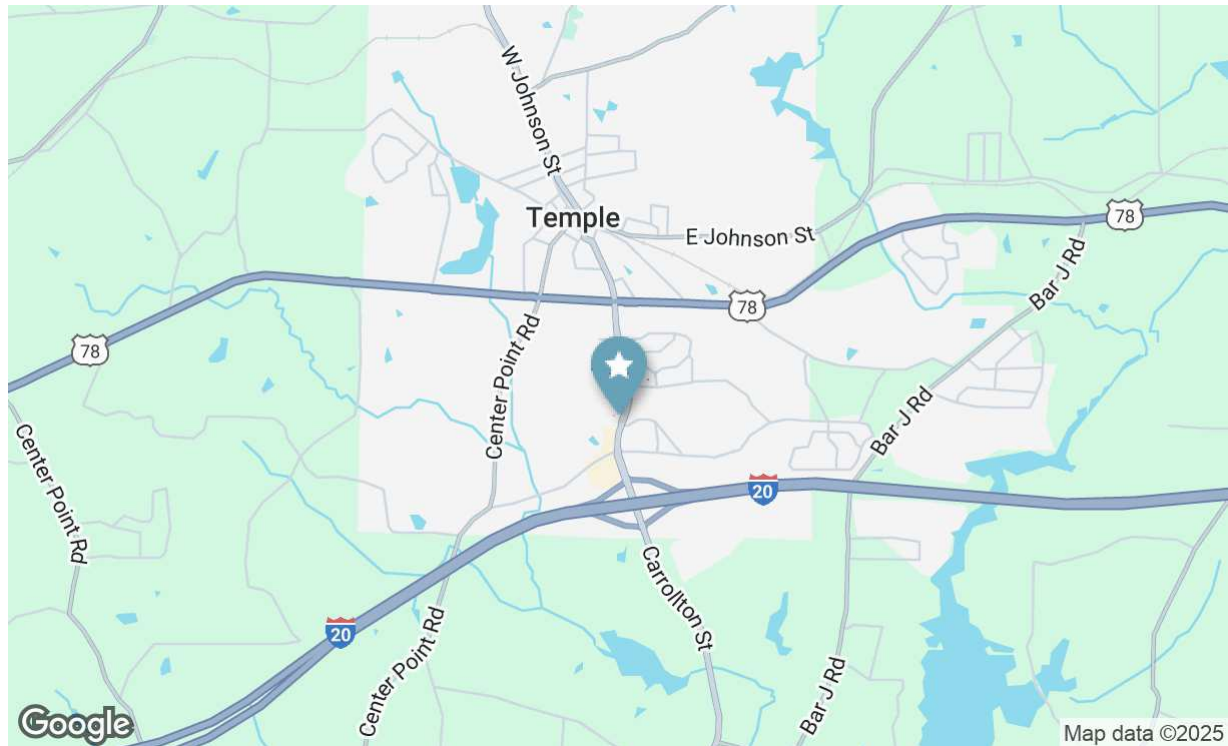 W Johnson St
Temple
E Johnson St
78
Bar J Rd
78
78
Center Point Rd
Bar J Rd
Center Point Rd
20
Carrollton St
20
Center Point Rd
Bar J Rd
Google
Map data ©2025